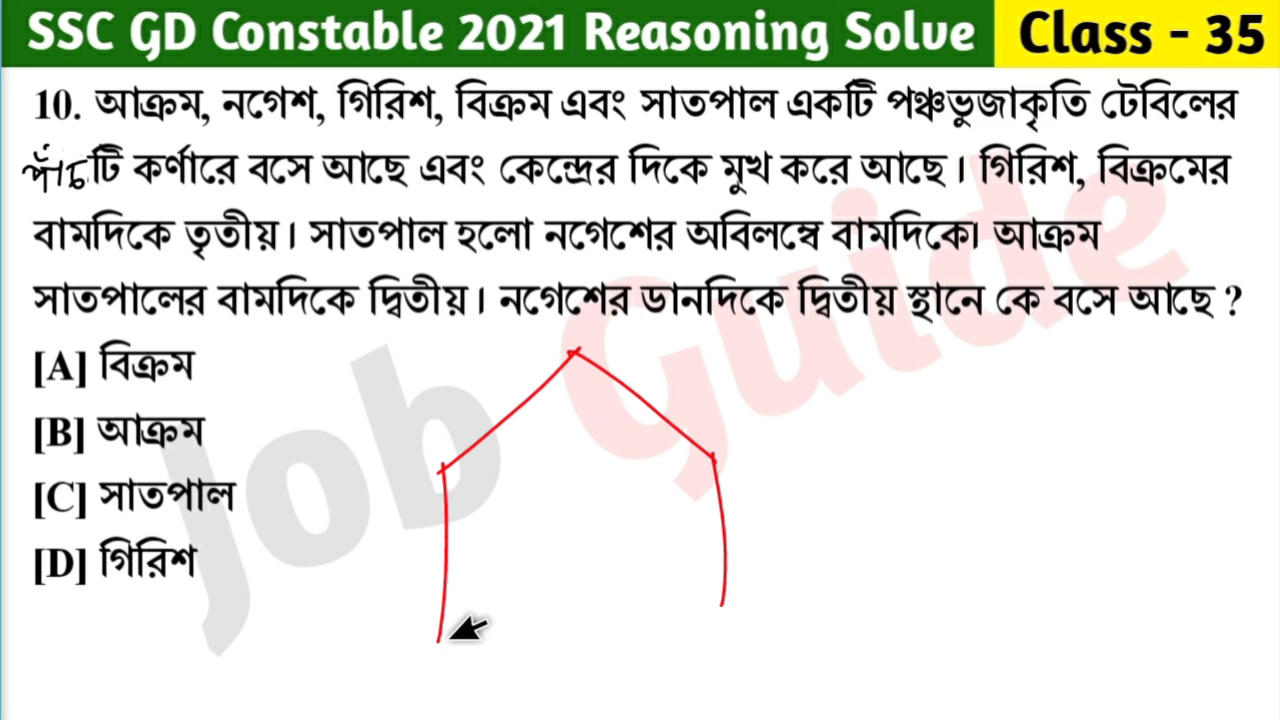 SSC GD Constable 2021 Reasoning Solve Class - 35
10. আক্রম, নগেশ, গিরিশ, বিক্রম এবং সাতপাল একটি পঞ্চভুজাকৃতি টেবিলের
পাঁচটি কর্ণারে বসে আছে এবং কেন্দ্রের দিকে মুখ করে আছে। গিরিশ, বিক্রমের
বামদিকে তৃতীয়। সাতপাল হলো নগেশের অবিলম্বে বামদিকে। আক্রম
সাতপালের বামদিকে দ্বিতীয়। নগেশের ডানদিকে দ্বিতীয় স্থানে কে বসে আছে ?
[A] বিক্রম
[B] আক্রম
[C] সাতপাল
[D] গিরিশ
Job Guide